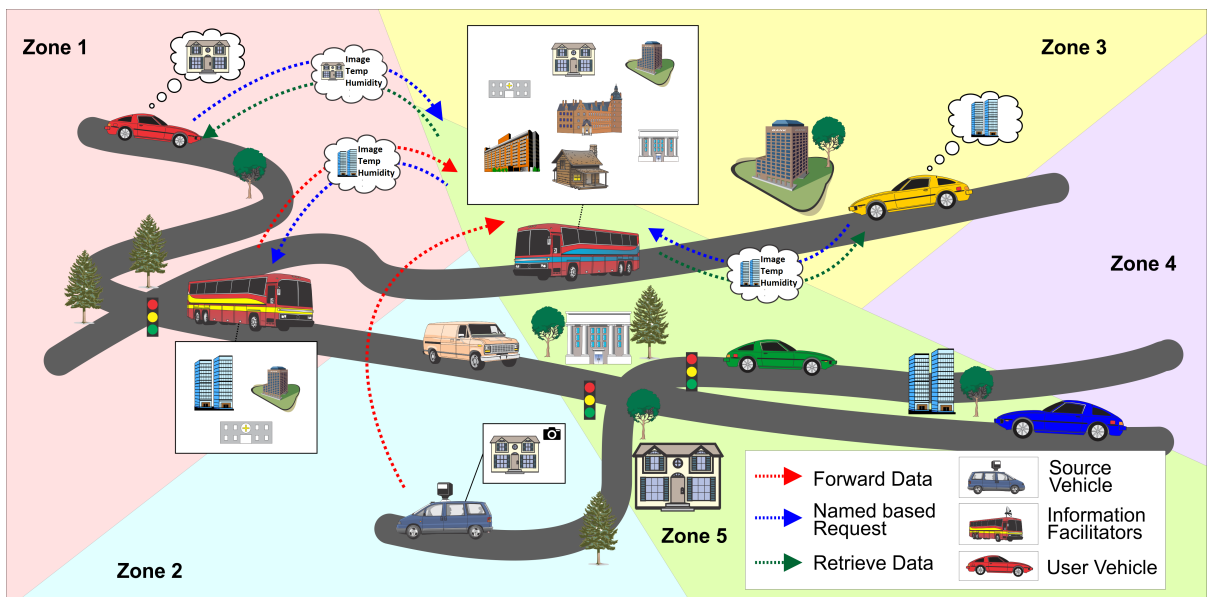 Zone 1
Image
Temp
Humidity
Zone 3
Image
Temp
Humidity
Image
Temp
Humidity
Zone 4
Zone 5
Zone 2
Forward Data
Named based
Request
Retrieve Data
Source
Vehicle
Information
Facilitators
User Vehicle